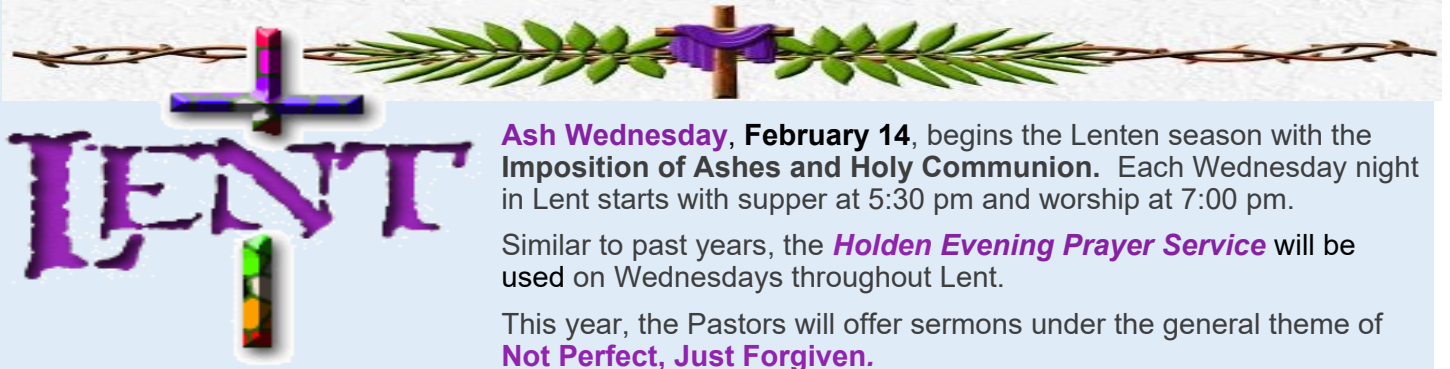 LENT
Ash Wednesday, February 14, begins the Lenten season with the
Imposition of Ashes and Holy Communion.  Each Wednesday night
in Lent starts with supper at 5:30 pm and worship at 7:00 pm.
Similar to past years, the Holden Evening Prayer Service will be
used on Wednesdays throughout Lent.
This year, the Pastors will offer sermons under the general theme of
Not Perfect, Just Forgiven.